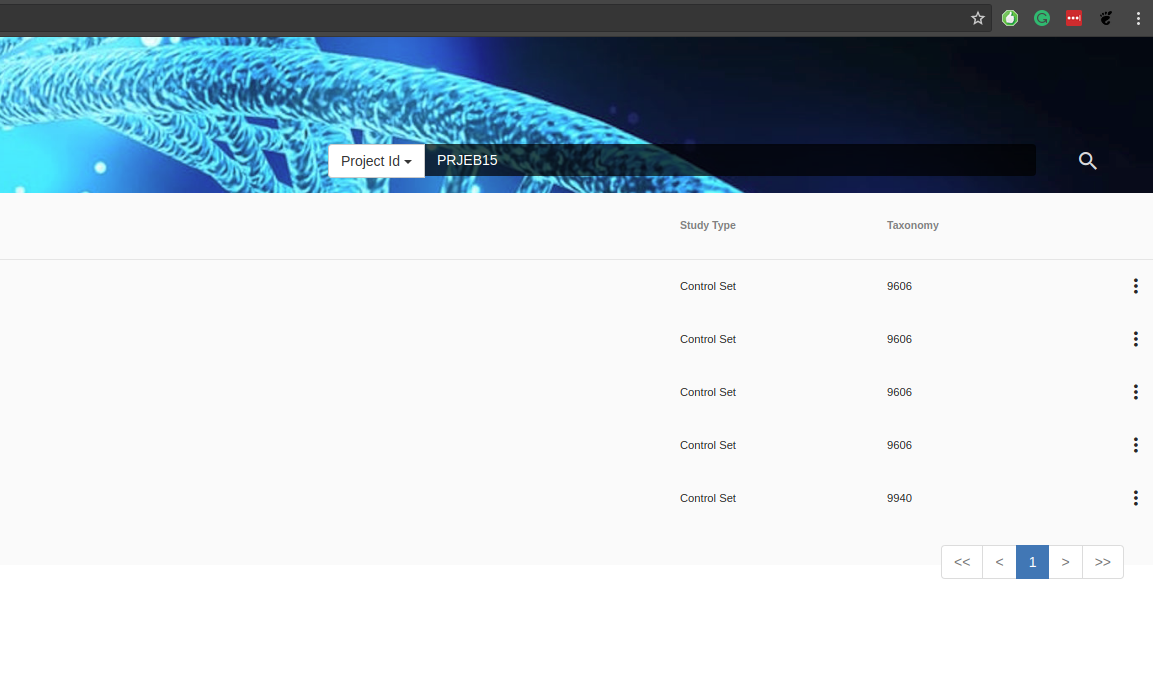 Project Id PRJEB15
Study Type Taxonomy
Control Set 9606
Control Set 9606
Control Set 9606
Control Set 9606
Control Set 9940
<< < 1 > >>